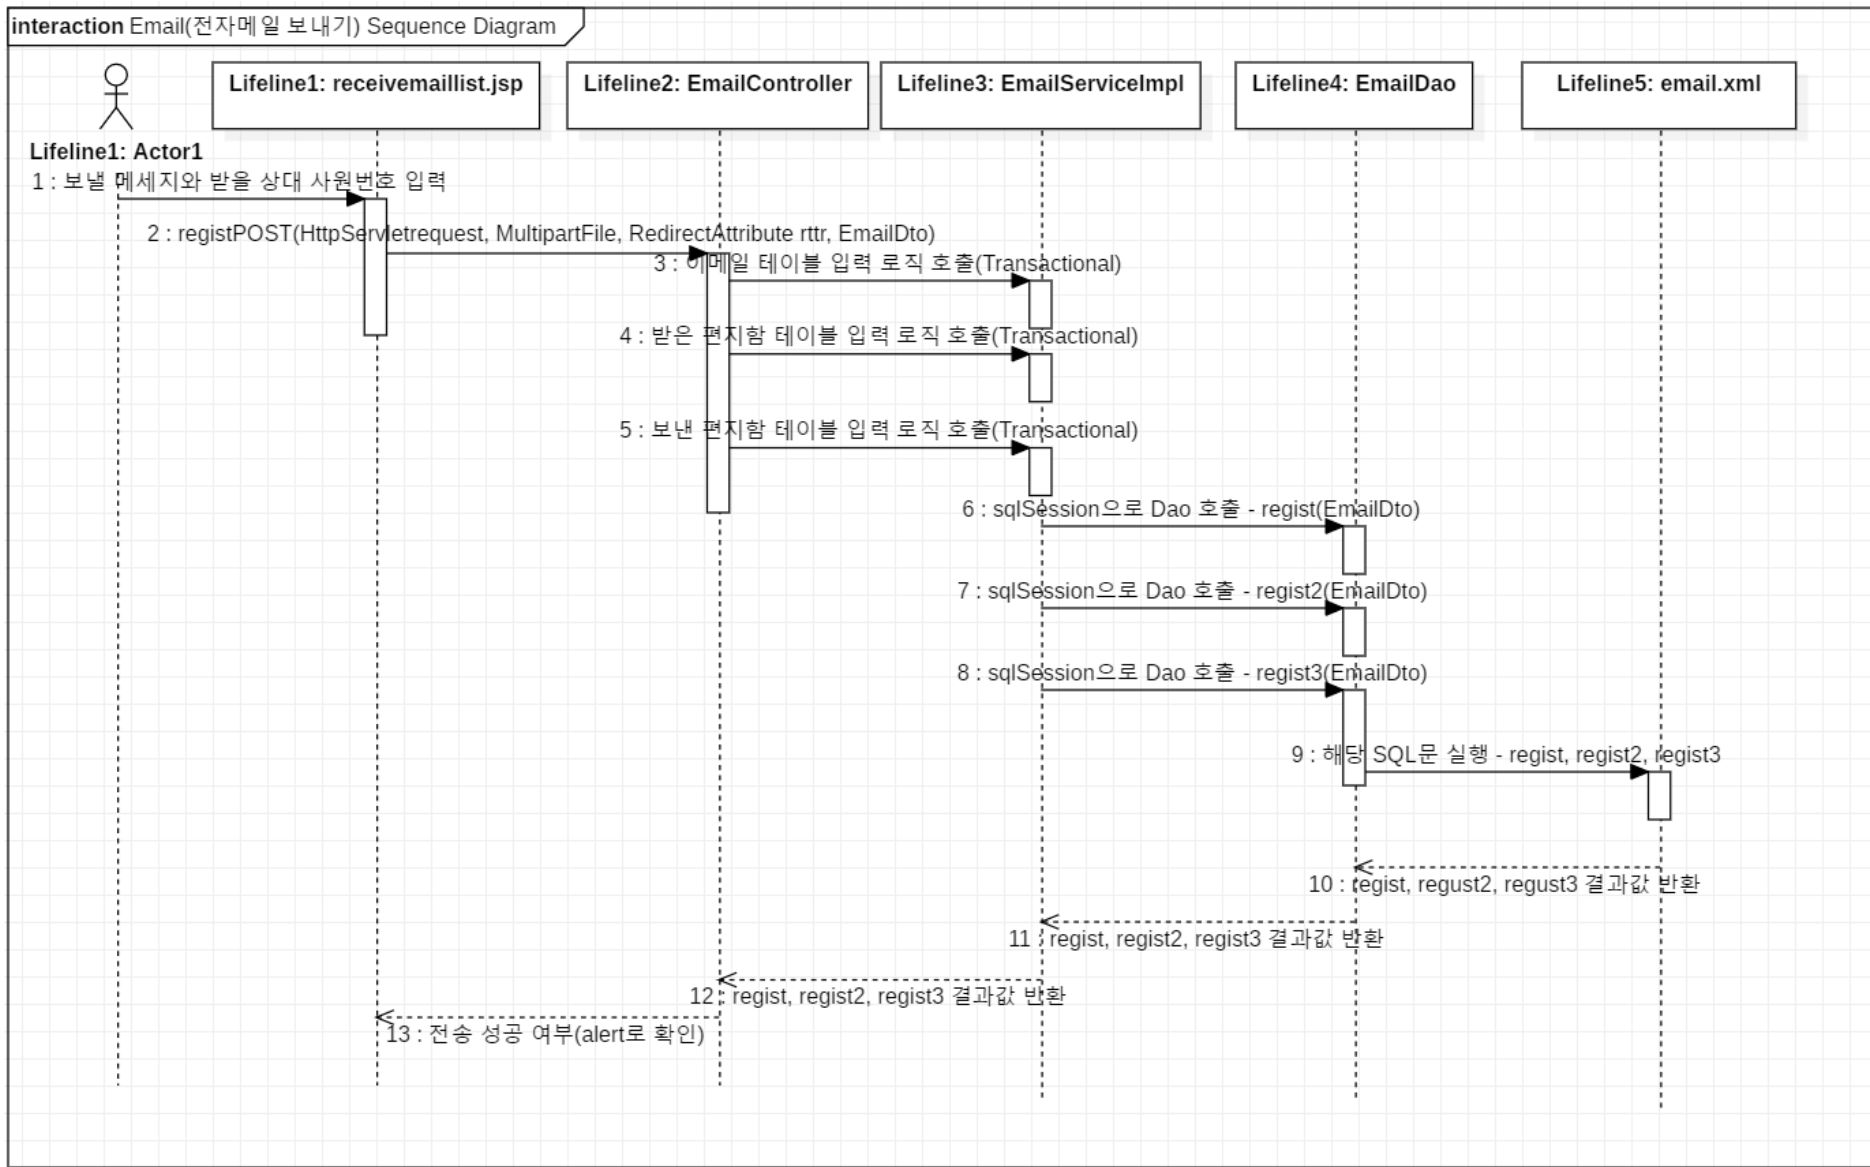 interaction Email(전자메일 보내기) Sequence Diagram
Lifeline1: receivemaillist.jsp
Lifeline2: EmailController
Lifeline3: EmailServiceImpl
Lifeline4: EmailDao
Lifeline5: email.xml
Lifeline1: Actor1
1 : 보낼 메세지와 받을 상대 사원번호 입력
2 : registPOST(HttpServletrequest, MultipartFile, RedirectAttribute rttr, EmailDto)
3 : 이메일 테이블 입력 로직 호출(Transactional)
4 : 받은 편지함 테이블 입력 로직 호출(Transactional)
5 : 보낸 편지함 테이블 입력 로직 호출(Transactional)
6 : sqlSession으로 Dao 호출 - regist(EmailDto)
7 : sqlSession으로 Dao 호출 - regist2(EmailDto)
8 : sqlSession으로 Dao 호출 - regist3(EmailDto)
9 : 해당 SQL문 실행 - regist, regist2, regist3
10 : regist, regust2, regust3 결과값 반환
11 : regist, regist2, regist3 결과값 반환
12 : regist, regist2, regist3 결과값 반환
13 : 전송 성공 여부(alert로 확인)